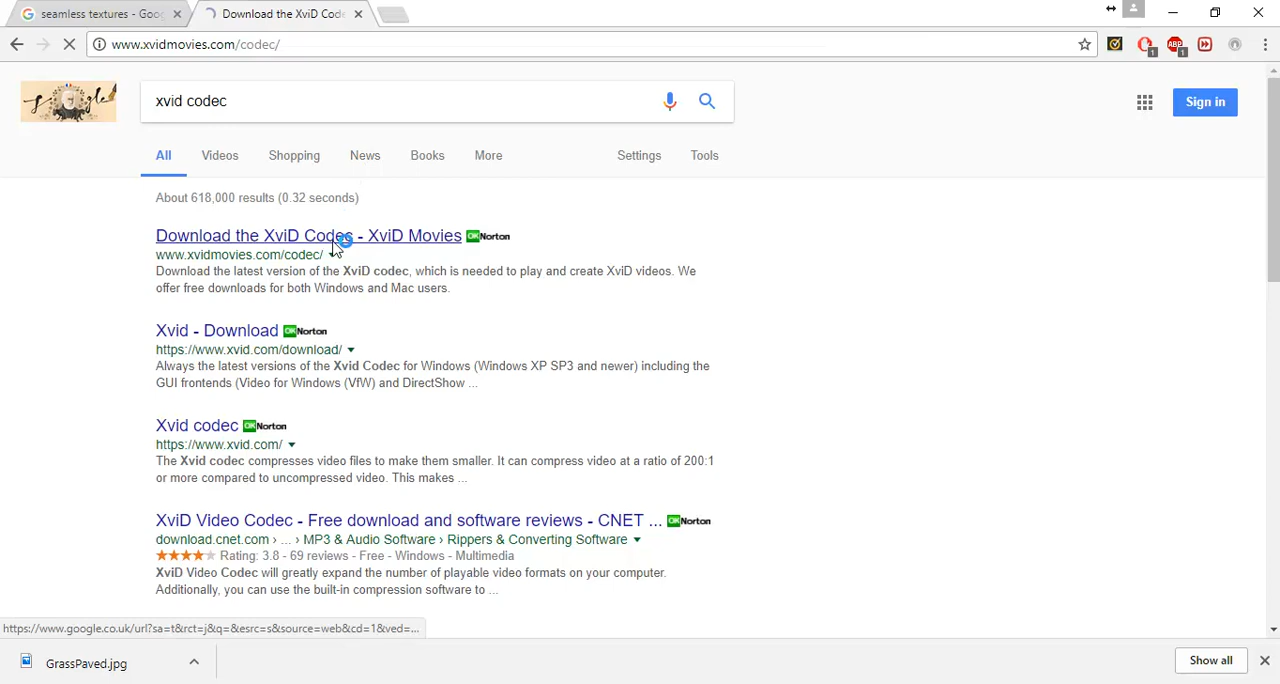 seamless textures - Goog
Download the XviD Code
www.xvidmovies.com/codec/
1
ABP
1
xvid codec
Sign in
All Videos Shopping News Books More Settings Tools
About 618,000 results (0.32 seconds)
Download the XviD Codec - XviD Movies OK Norton
www.xvidmovies.com/codec/
Download the latest version of the XviD codec, which is needed to play and create XviD videos. We
offer free downloads for both Windows and Mac users.
Xvid - Download OK Norton
https://www.xvid.com/download/
Always the latest versions of the Xvid Codec for Windows (Windows XP SP3 and newer) including the
GUI frontends (Video for Windows (VfW) and DirectShow ...
Xvid codec OK Norton
https://www.xvid.com/
The Xvid codec compresses video files to make them smaller. It can compress video at a ratio of 200:1
or more compared to uncompressed video. This makes ...
XviD Video Codec - Free download and software reviews - CNET ... OK Norton
download.cnet.com › ... › MP3 & Audio Software › Rippers & Converting Software
Rating: 3.8 - 69 reviews - Free - Windows - Multimedia
XviD Video Codec will greatly expand the number of playable video formats on your computer.
Additionally, you can use the built-in compression software to ...
https://www.google.co.uk/url?sa=t&rct=j&q=&esrc=s&source=web&cd=1&ved=...
GrassPaved.jpg
Show all